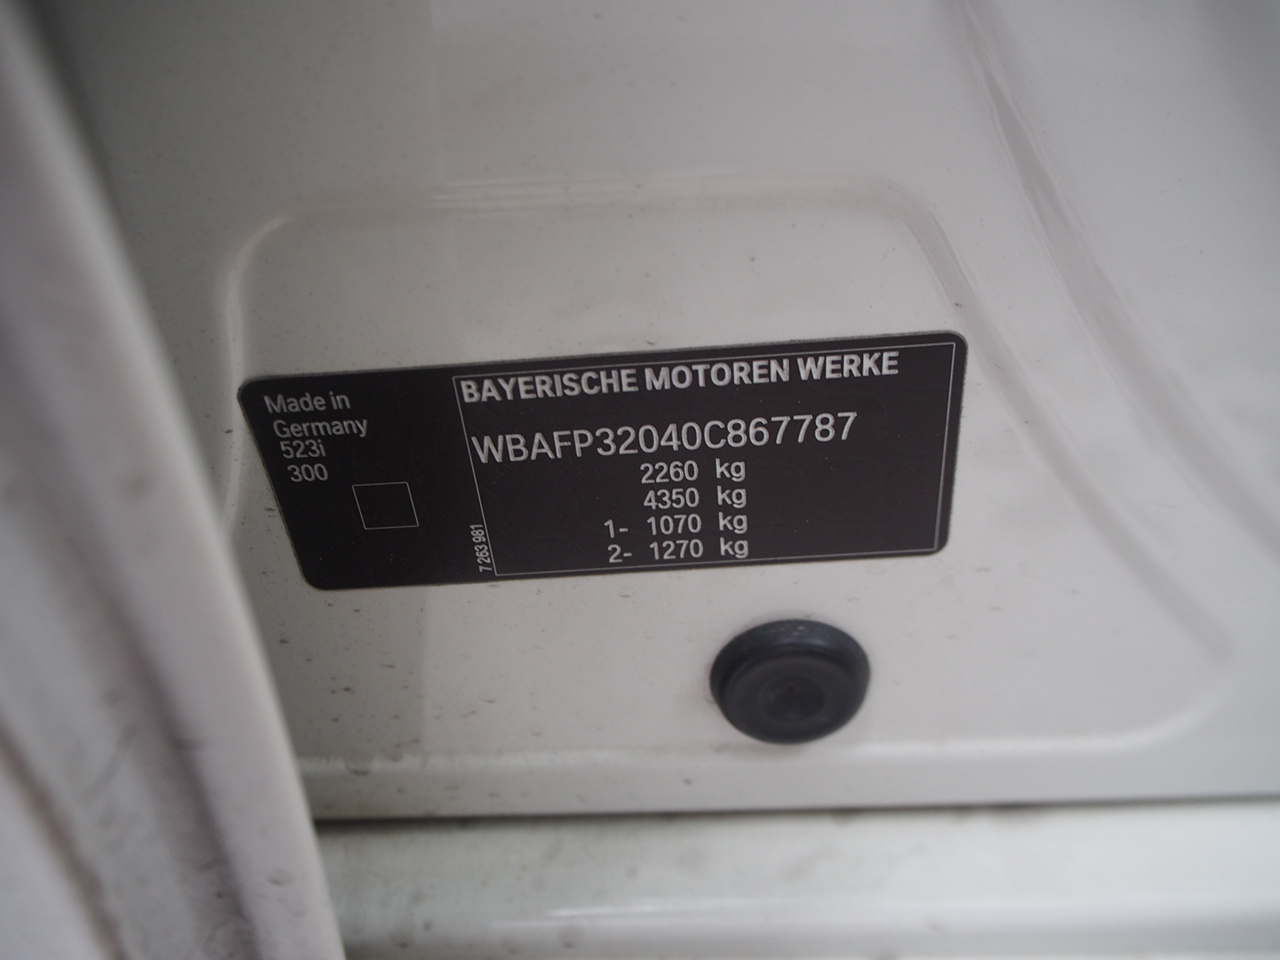 Made in
Germany
523i
300
7 263 981
BAYERISCHE MOTOREN WERKE
WBAFP32040C867787
2260 kg
4350 kg
1- 1070 kg
2- 1270 kg